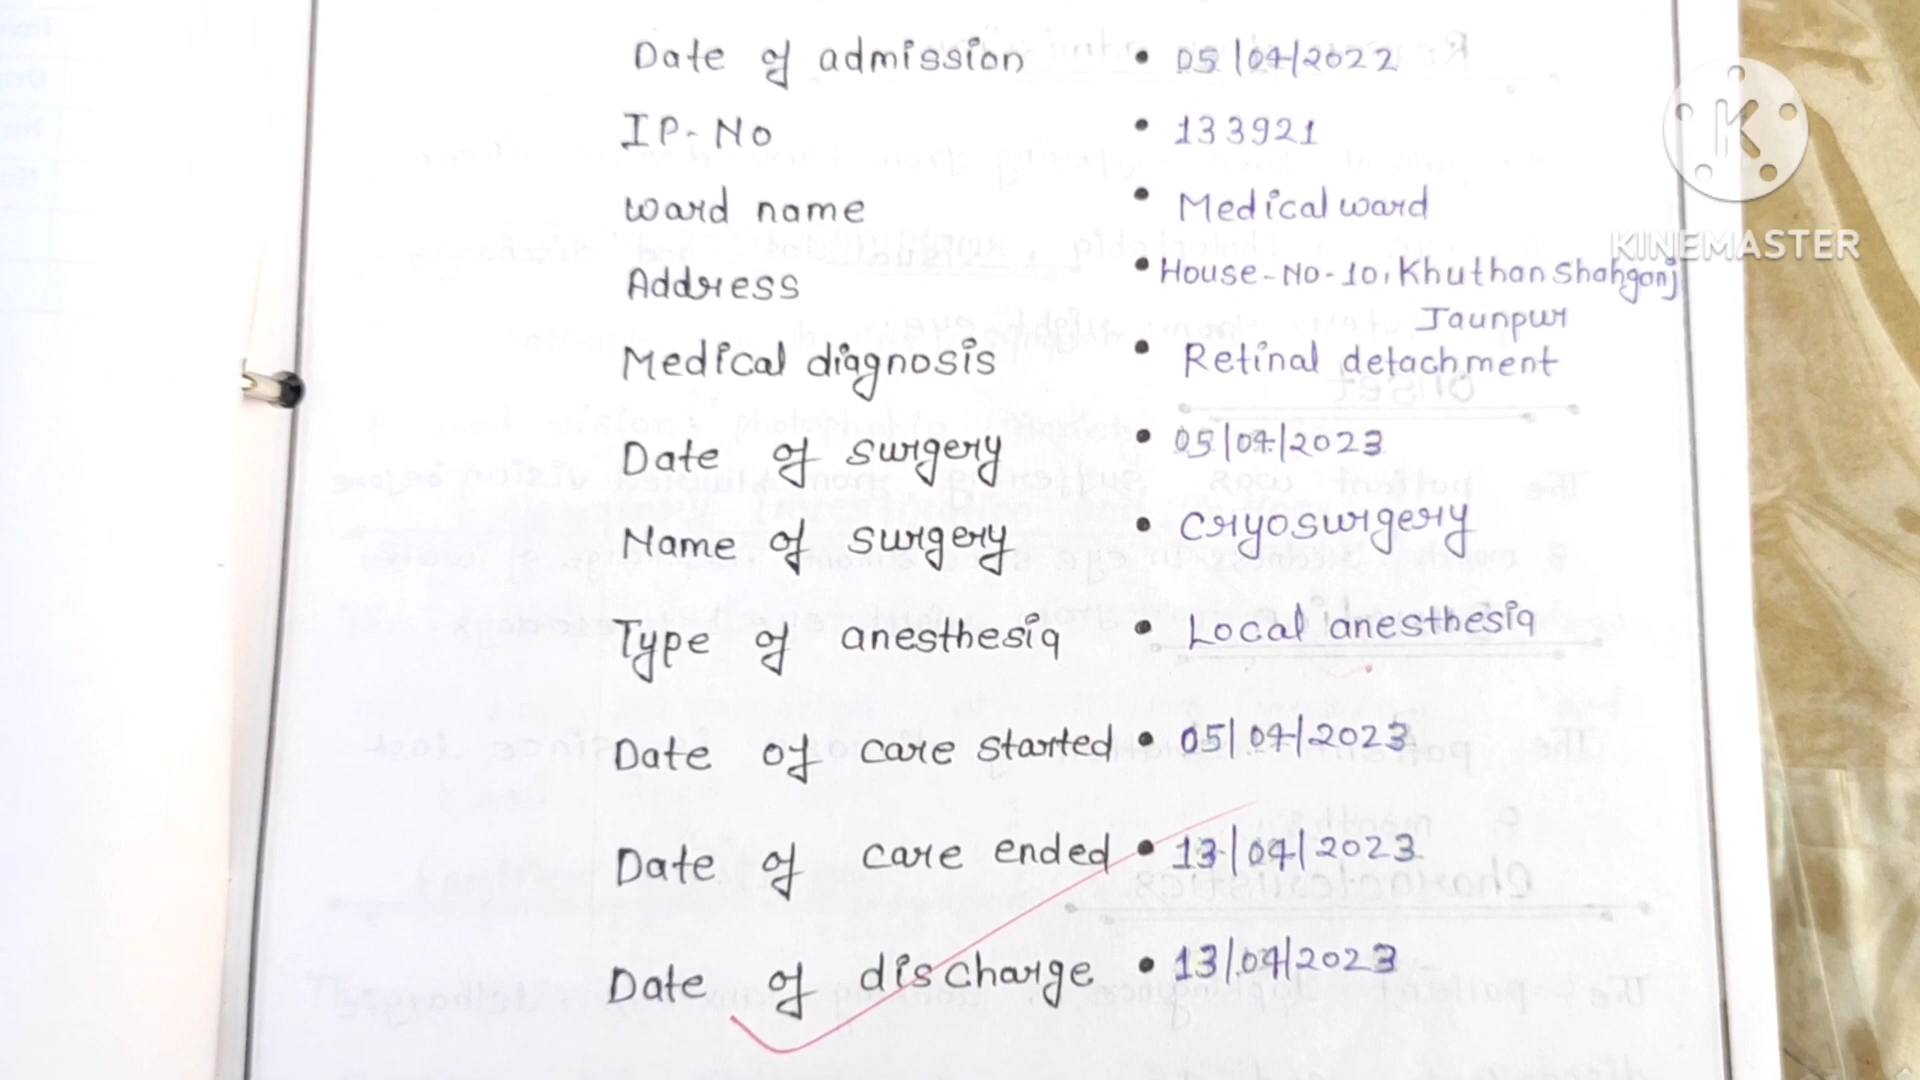 Date of admission • 05/04/2022
IP-No • 133921
ward name • Medical ward
Address • House-No-10, Khuthan Shahganj
Jaunpur
Medical diagnosis • Retinal detachment
Date of surgery • 05/04/2023
Name of surgery • Cryosurgery
Type of anesthesia • Local anesthesia
Date of care started • 05/04/2023
Date of care ended • 13/04/2023
Date of discharge • 13/04/2023
KINEMASTER